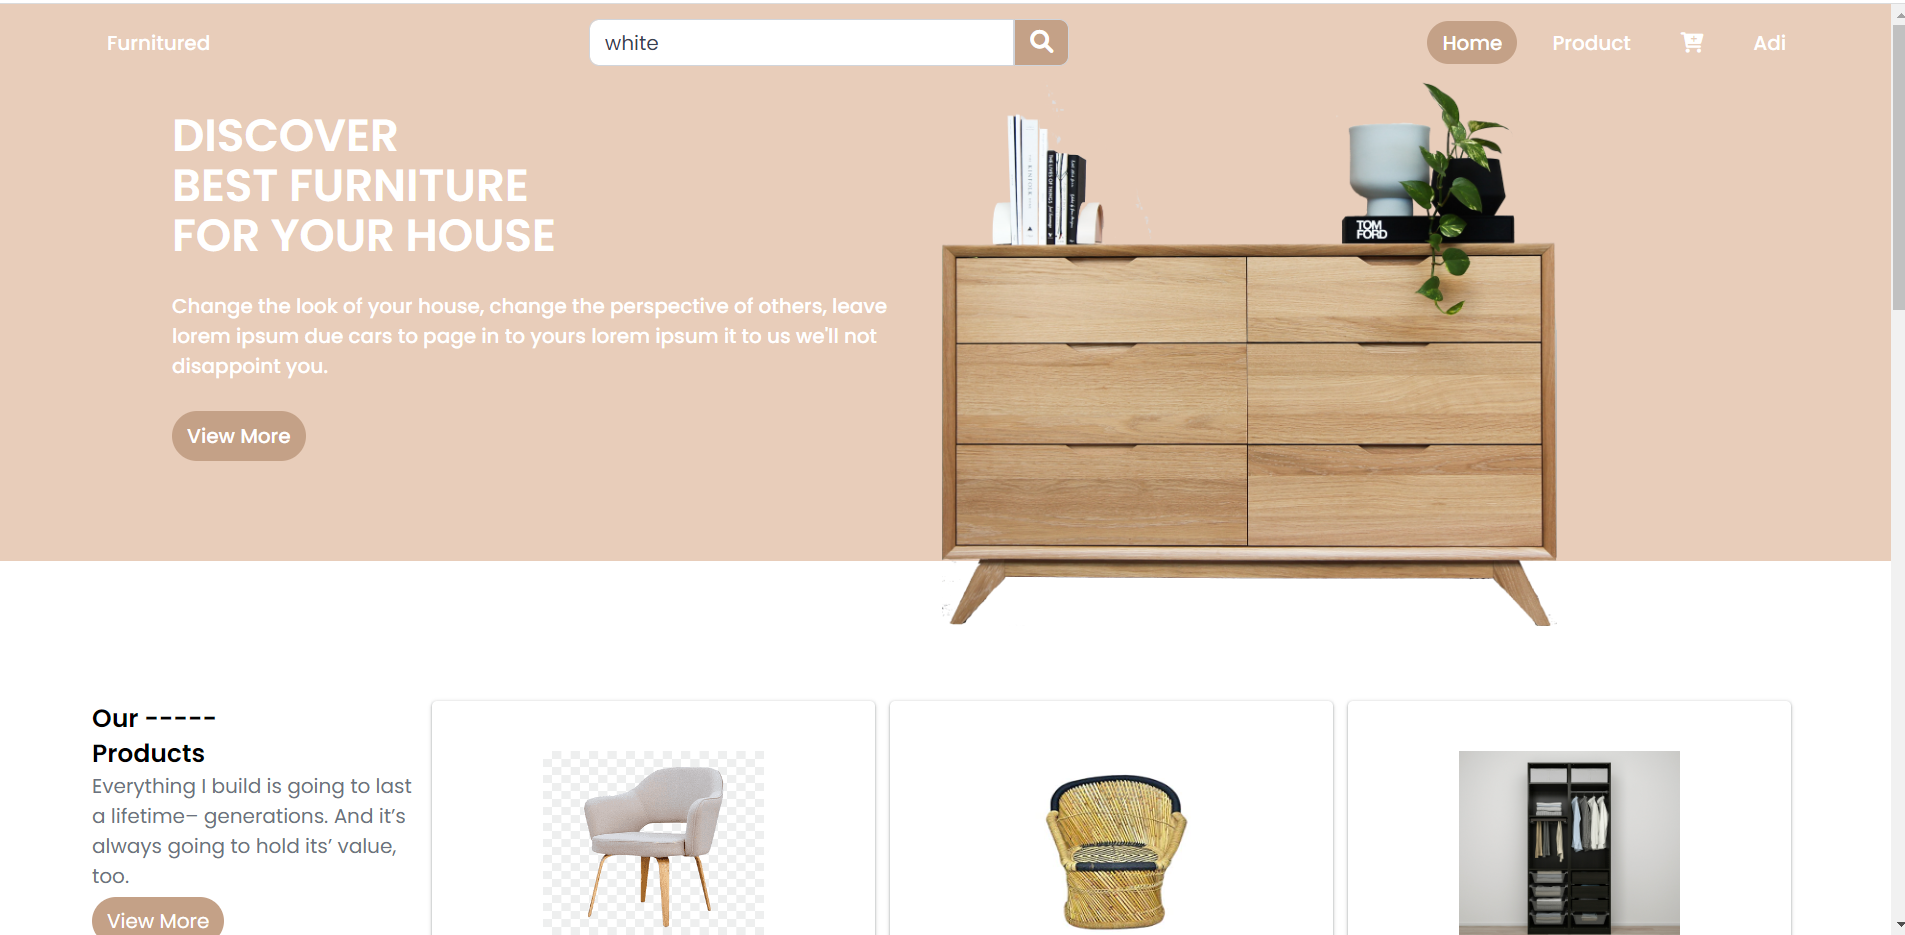 Furnitured
white
Home
Product
Adi
DISCOVER
BEST FURNITURE
FOR YOUR HOUSE
Change the look of your house, change the perspective of others, leave
lorem ipsum due cars to page in to yours lorem ipsum it to us we'll not
disappoint you.
View More
TOM
FORD
Our -----
Products
Everything I build is going to last
a lifetime– generations. And it’s
always going to hold its’ value,
too.
View More